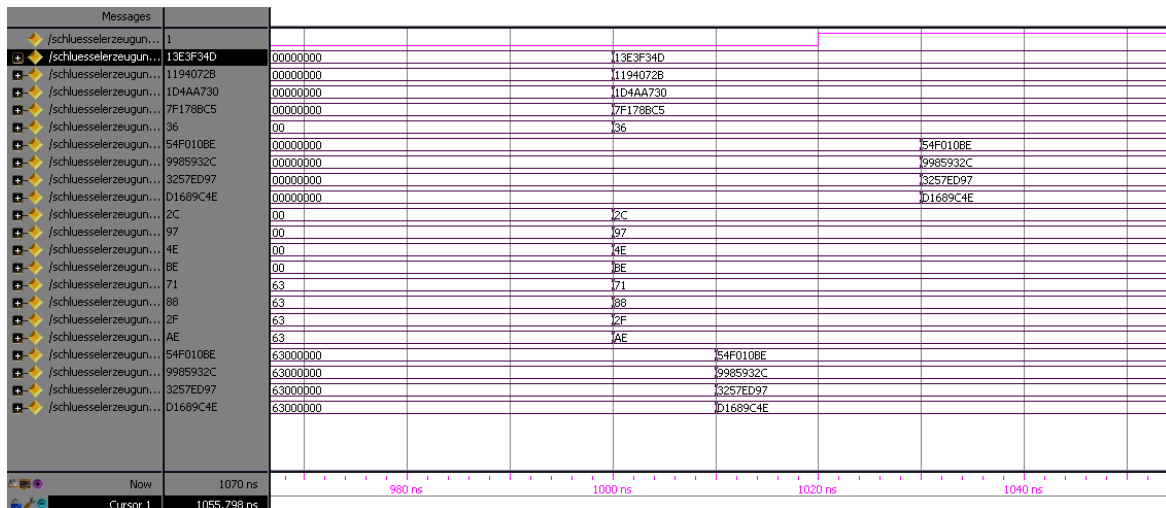 Messages
/schluesselerzeugun... 1
/schluesselerzeugun... 13E3F34D 00000000 13E3F34D
/schluesselerzeugun... 1194072B 00000000 1194072B
/schluesselerzeugun... 1D4AA730 00000000 1D4AA730
/schluesselerzeugun... 7F178BC5 00000000 7F178BC5
/schluesselerzeugun... 36 00 36
/schluesselerzeugun... 54F010BE 00000000 54F010BE
/schluesselerzeugun... 9985932C 00000000 9985932C
/schluesselerzeugun... 3257ED97 00000000 3257ED97
/schluesselerzeugun... D1689C4E 00000000 D1689C4E
/schluesselerzeugun... 2C 00 2C
/schluesselerzeugun... 97 00 97
/schluesselerzeugun... 4E 00 4E
/schluesselerzeugun... BE 00 BE
/schluesselerzeugun... 71 63 71
/schluesselerzeugun... 88 63 88
/schluesselerzeugun... 2F 63 2F
/schluesselerzeugun... AE 63 AE
/schluesselerzeugun... 54F010BE 63000000 54F010BE
/schluesselerzeugun... 9985932C 63000000 9985932C
/schluesselerzeugun... 3257ED97 63000000 3257ED97
/schluesselerzeugun... D1689C4E 63000000 D1689C4E
Now 1070 ns 980 ns 1000 ns 1020 ns 1040 ns
Cursor 1 1055.798 ns